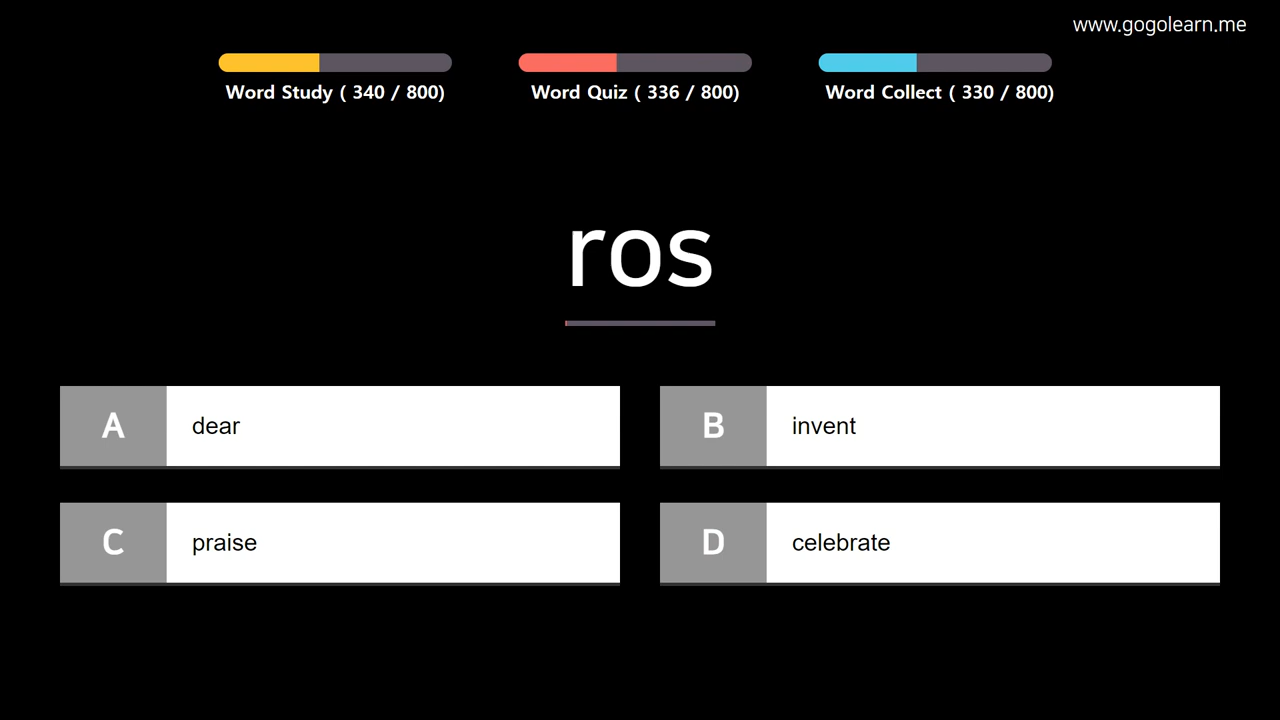 www.gogolearn.me
Word Study ( 340 / 800)
Word Quiz ( 336 / 800)
Word Collect ( 330 / 800)
ros
A dear
B invent
C praise
D celebrate